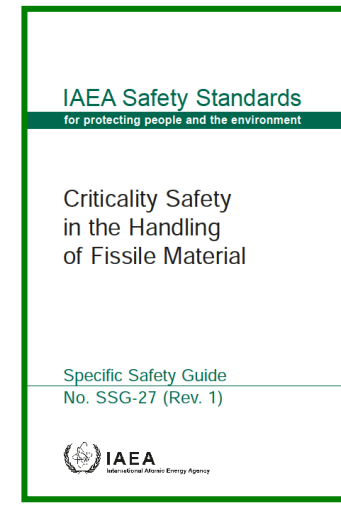 IAEA Safety Standards
for protecting people and the environment
Criticality Safety
in the Handling
of Fissile Material
Specific Safety Guide
No. SSG-27 (Rev. 1)
IAEA
International Atomic Energy Agency